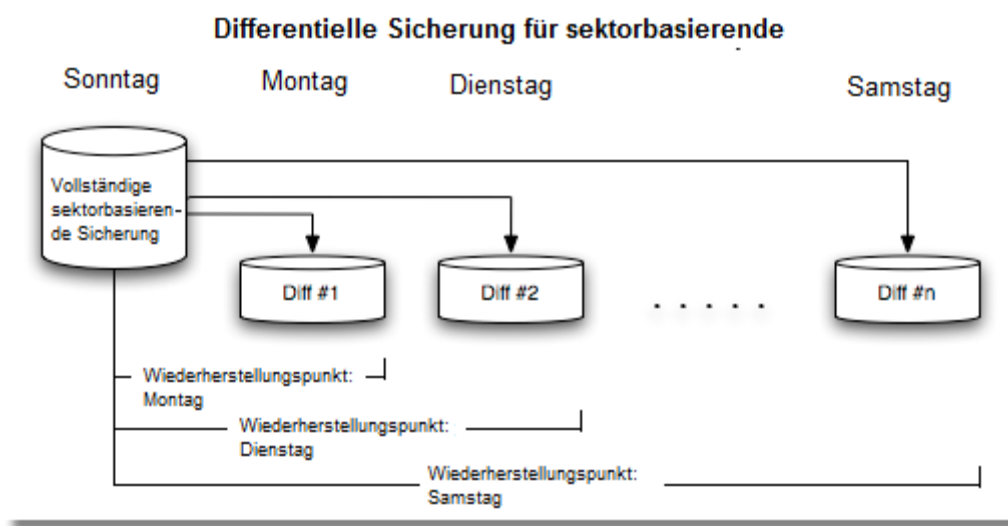 Differentielle Sicherung für sektorbasierende
Sonntag
Montag
Dienstag
Samstag
Vollständige
sektorbasieren-
de Sicherung
Diff #1
Diff #2
. . . . .
Diff #n
Wiederherstellungspunkt:
Montag
Wiederherstellungspunkt:
Dienstag
Wiederherstellungspunkt:
Samstag